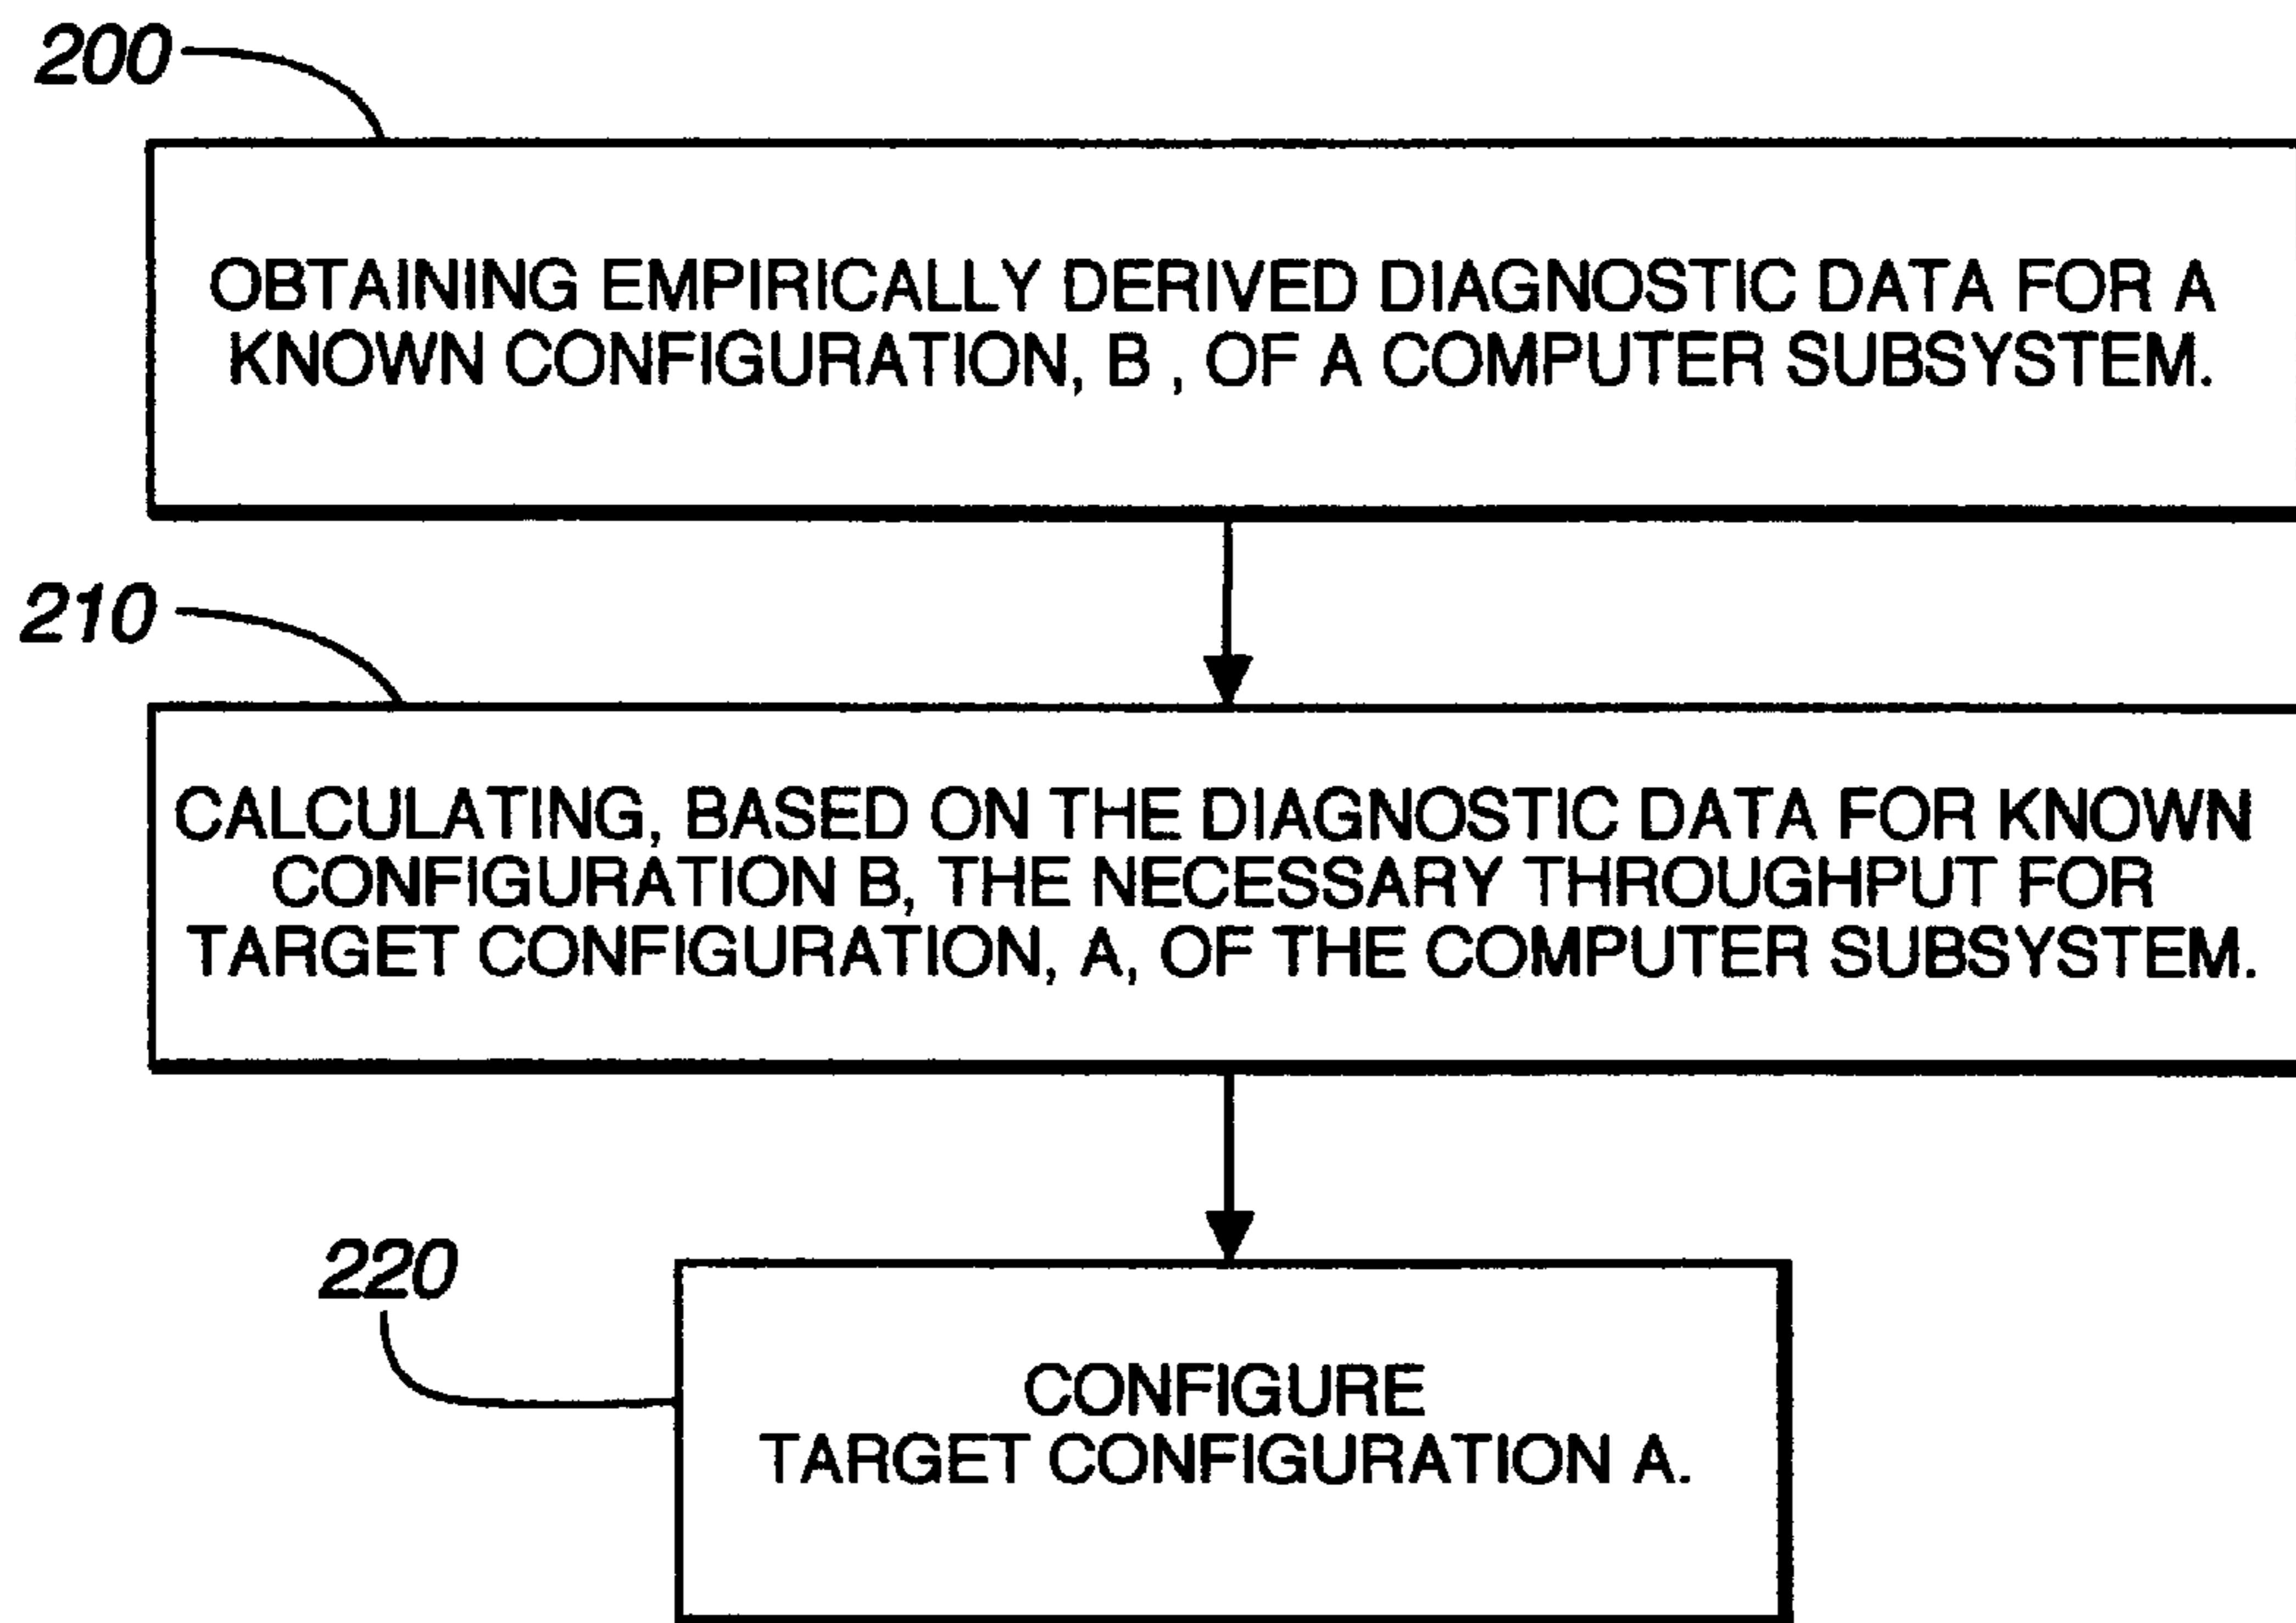 200
OBTAINING EMPIRICALLY DERIVED DIAGNOSTIC DATA FOR A
KNOWN CONFIGURATION, B , OF A COMPUTER SUBSYSTEM.
210
CALCULATING, BASED ON THE DIAGNOSTIC DATA FOR KNOWN
CONFIGURATION B, THE NECESSARY THROUGHPUT FOR
TARGET CONFIGURATION, A, OF THE COMPUTER SUBSYSTEM.
220
CONFIGURE
TARGET CONFIGURATION A.